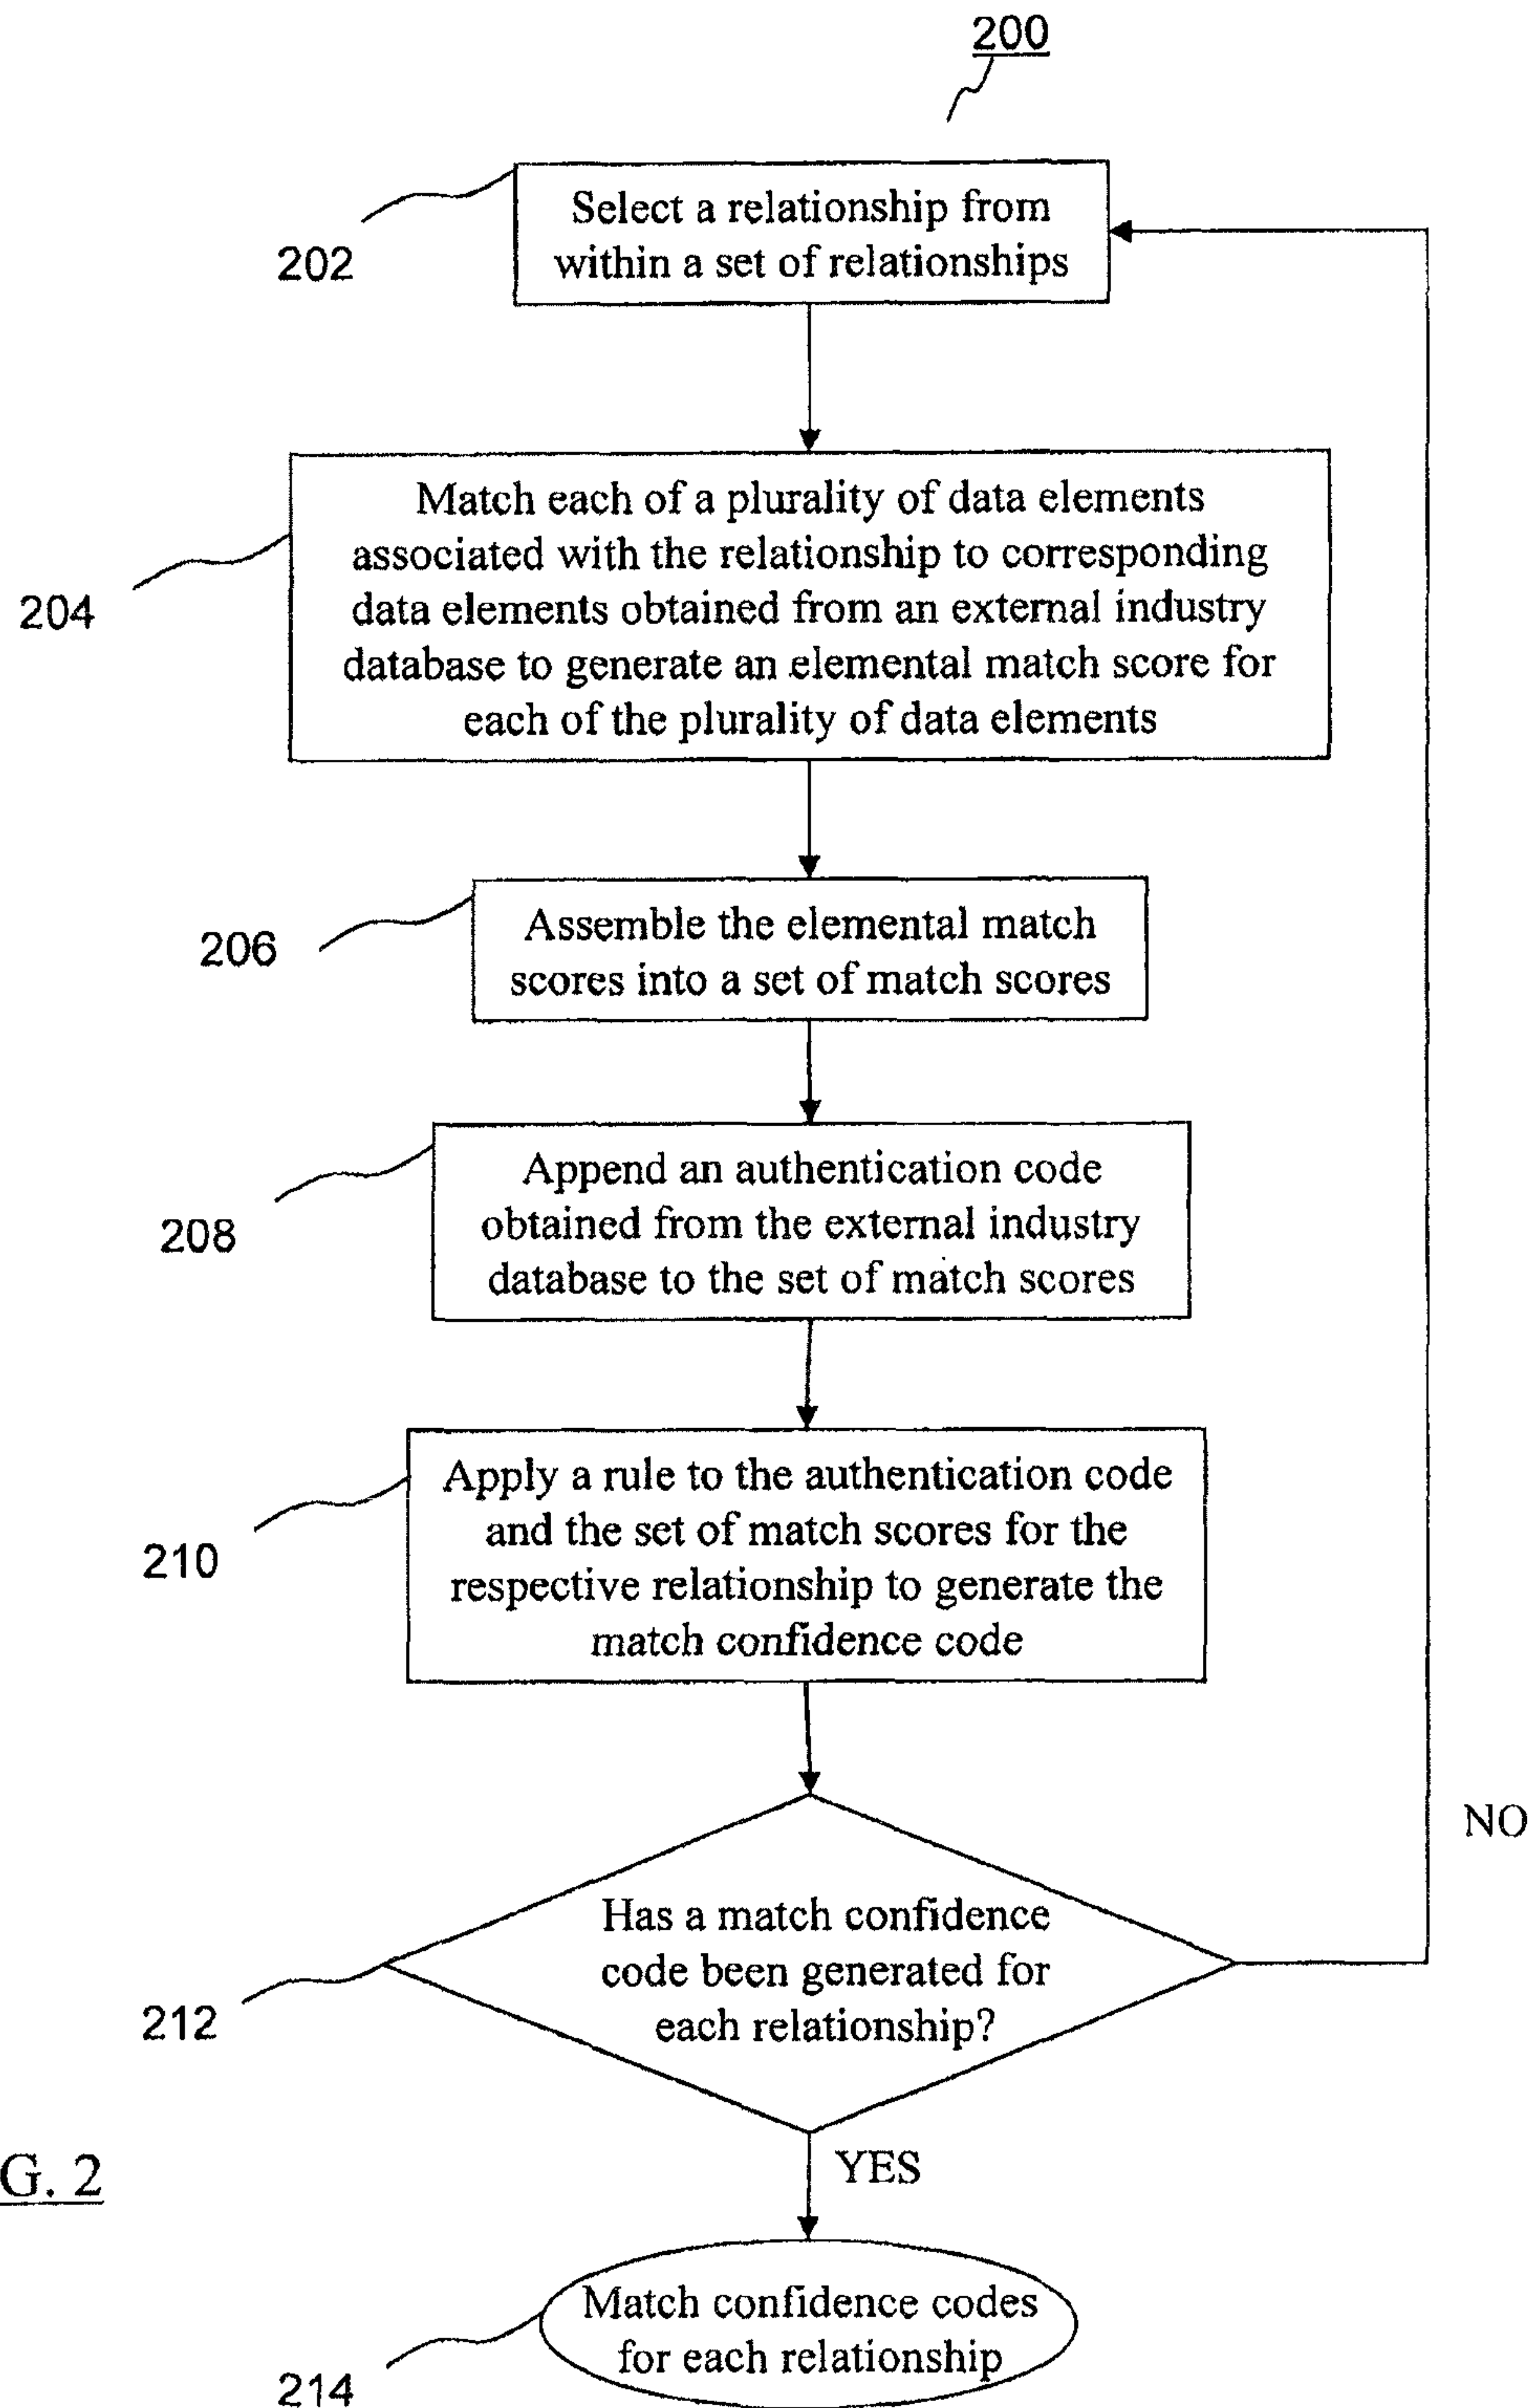 200
Select a relationship from
within a set of relationships
202
Match each of a plurality of data elements
associated with the relationship to corresponding
data elements obtained from an external industry
database to generate an elemental match score for
each of the plurality of data elements
204
Assemble the elemental match
scores into a set of match scores
206
Append an authentication code
obtained from the external industry
database to the set of match scores
208
Apply a rule to the authentication code
and the set of match scores for the
respective relationship to generate the
match confidence code
210
NO
Has a match confidence
code been generated for
each relationship?
212
YES
G. 2
Match confidence codes
for each relationship
214